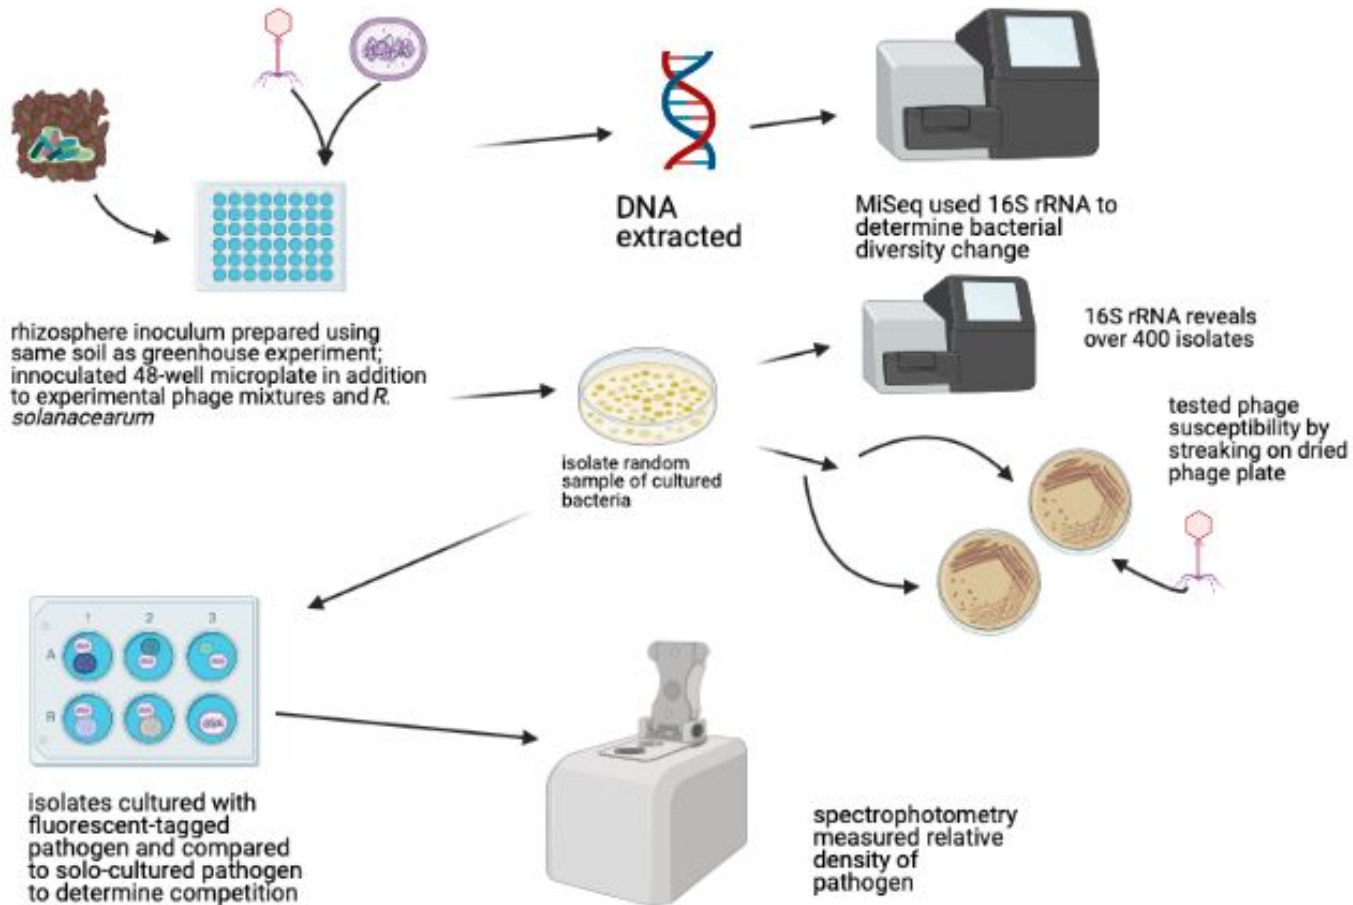 DNA
extracted
MiSeq used 16S rRNA to
determine bacterial
diversity change
rhizosphere inoculum prepared using
same soil as greenhouse experiment;
innoculated 48-well microplate in addition
to experimental phage mixtures and R.
solanacearum
16S rRNA reveals
over 400 isolates
isolate random
sample of cultured
bacteria
tested phage
susceptibility by
streaking on dried
phage plate
1 2 3
A
B
isolates cultured with
fluorescent-tagged
pathogen and compared
to solo-cultured pathogen
to determine competition
spectrophotometry
measured relative
density of
pathogen